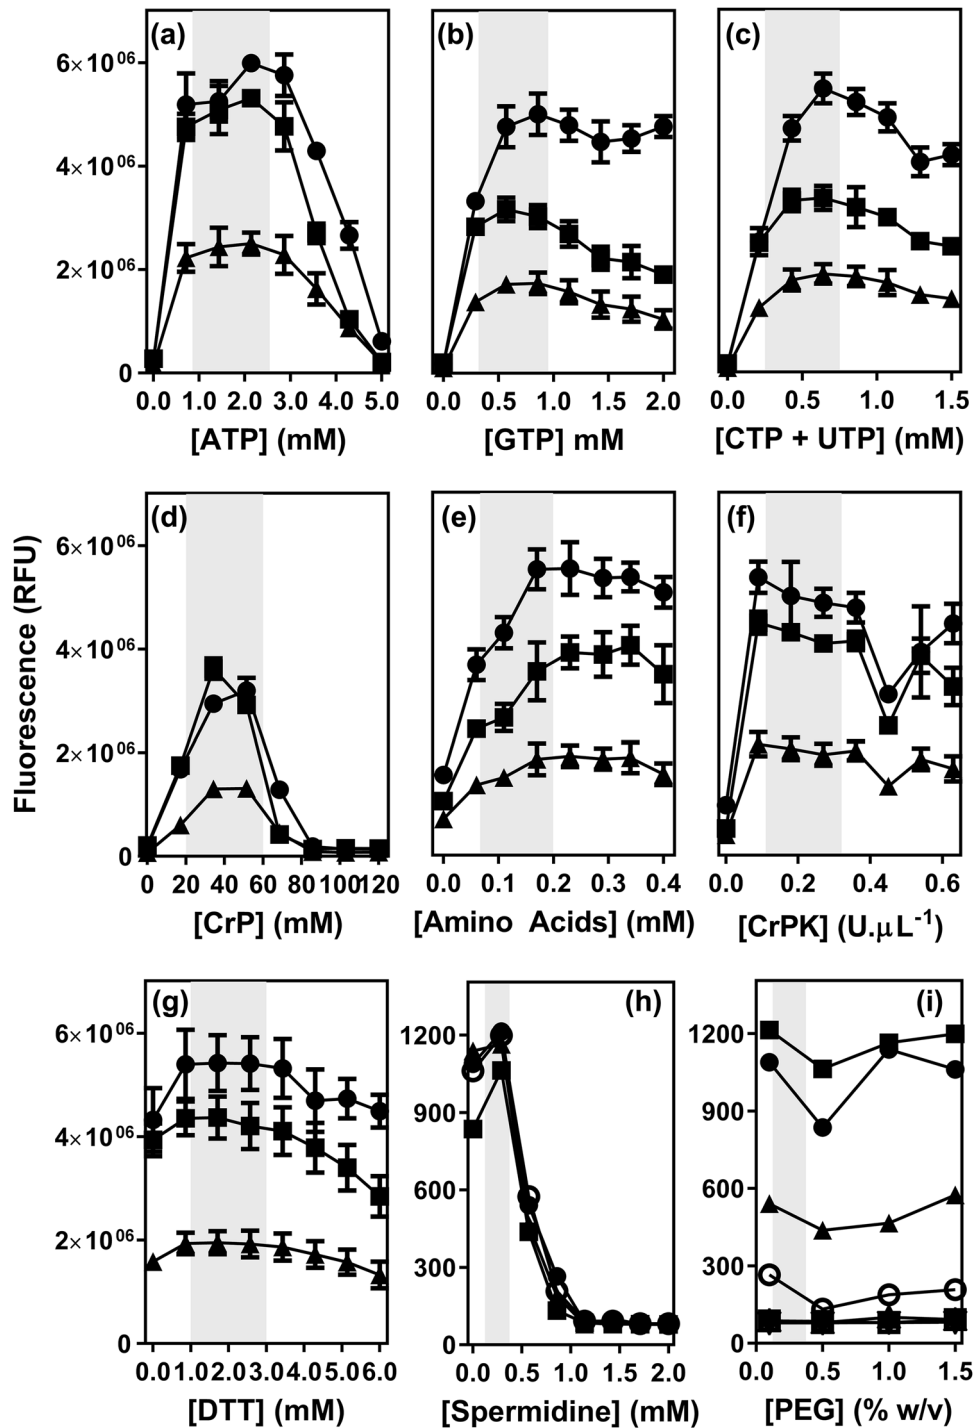 (a) (b) (c)
6×10⁰⁶
4×10⁰⁶
2×10⁰⁶
0
0.0 1.0 2.0 3.0 4.0 5.0 0.0 0.5 1.0 1.5 2.0 0.0 0.5 1.0 1.5
[ATP] (mM) [GTP] mM [CTP + UTP] (mM)
Fluorescence (RFU)
(d) (e) (f)
6×10⁰⁶
4×10⁰⁶
2×10⁰⁶
0
0 20 40 60 80 100 120 0.0 0.1 0.2 0.3 0.4 0.0 0.2 0.4 0.6
[CrP] (mM) [Amino Acids] (mM) [CrPK] (U.μL⁻¹)
(g) (h) (i)
6×10⁰⁶ 1200 1200
4×10⁰⁶ 900 900
600 600
2×10⁰⁶ 300 300
0 0 0
0.0 1.0 2.0 3.0 4.0 5.0 6.0 0.0 0.5 1.0 1.5 2.0 0.0 0.5 1.0 1.5
[DTT] (mM) [Spermidine] (mM) [PEG] (% w/v)